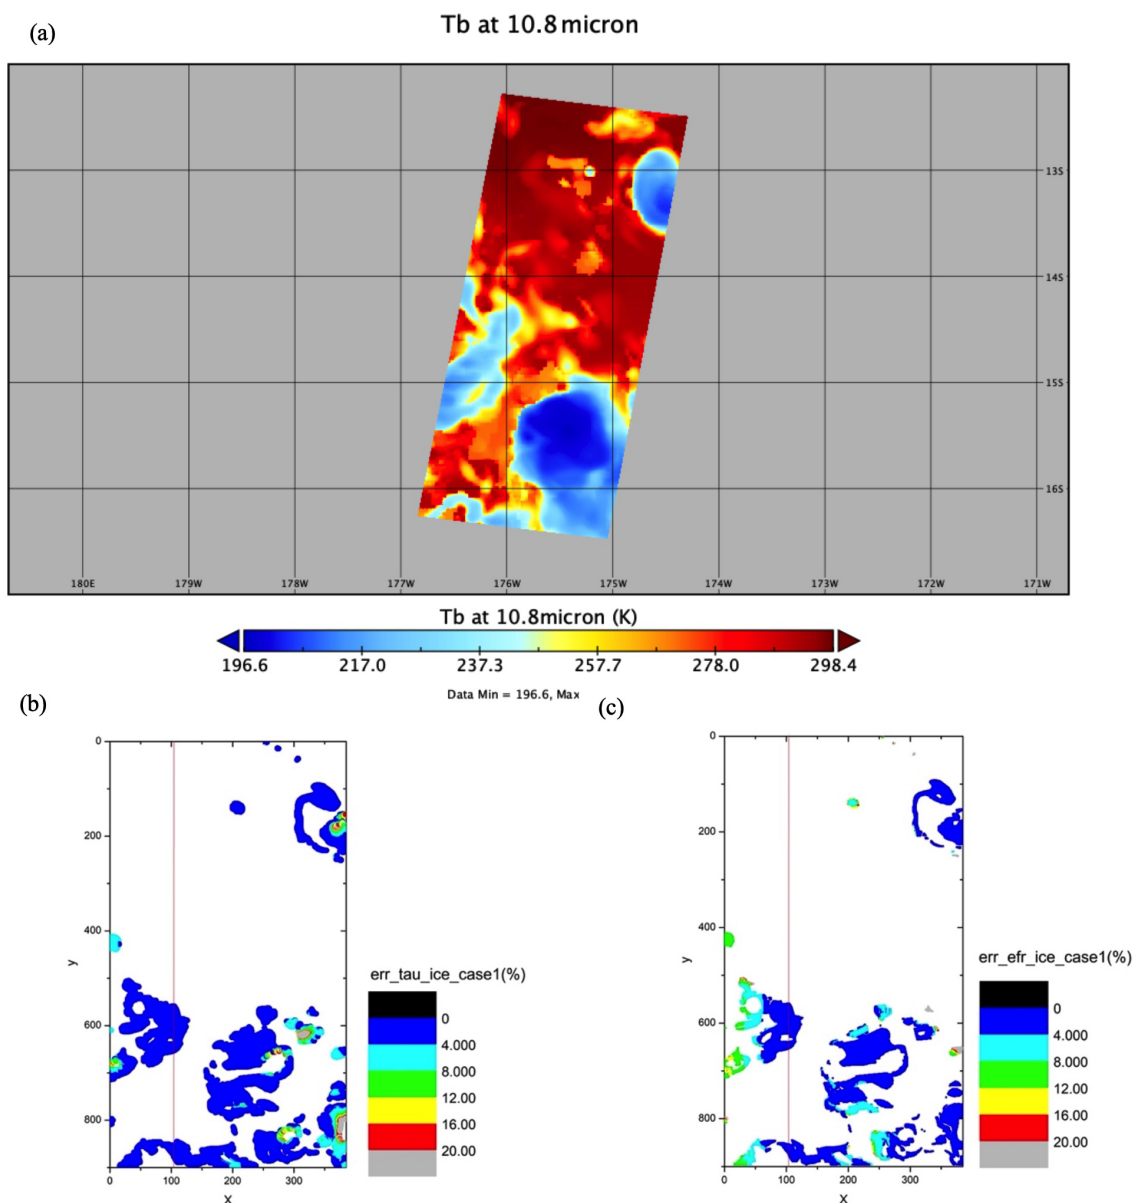 (a)
Tb at 10.8 micron
13S
14S
15S
16S
180E 179W 178W 177W 176W 175W 174W 173W 172W 171W
Tb at 10.8micron (K)
196.6 217.0 237.3 257.7 278.0 298.4
Data Min = 196.6, Max
(b)
0
200
400
600
800
y
0 100 200 300
X
err_tau_ice_case1(%)
0
4.000
8.000
12.00
16.00
20.00
(c)
0
200
400
600
800
y
0 100 200 300
X
err_efr_ice_case1(%)
0
4.000
8.000
12.00
16.00
20.00